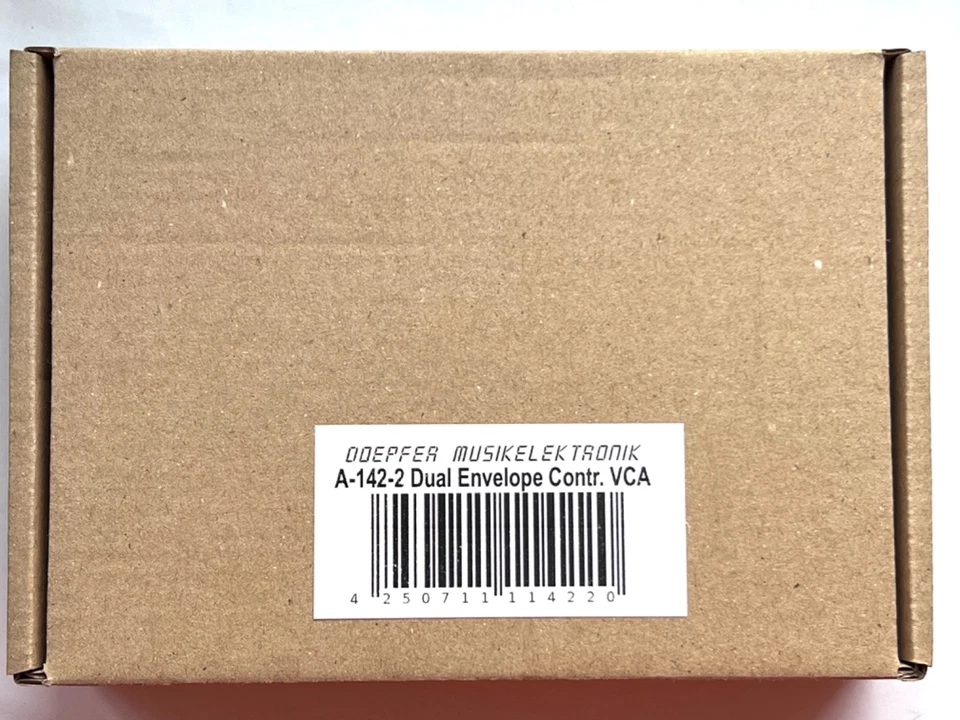 DOEPFER MUSIKELEKTRONIK
A-142-2 Dual Envelope Contr. VCA
4 250711 114220